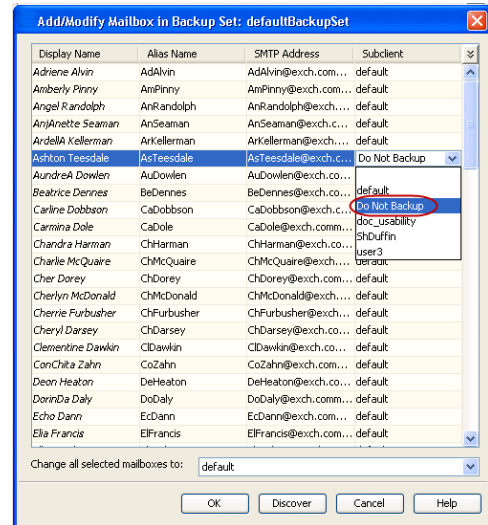 Add/Modify Mailbox in Backup Set: defaultBackupSet
Display Name Alias Name SMTP Address Subclient
Adriene Alvin AdAlvin AdAlvin@exch.com... default
Amberly Pinny AmPinny AmPinny@exch.com... default
Angel Randolph AnRandolph AnRandolph@exch.... default
AnjAnette Seaman AnSeaman AnSeaman@exch.c... default
ArdellA Kellerman ArKellerman ArKellerman@exch.... default
Ashton Teesdale AsTeesdale AsTeesdale@exch.c... Do Not Backup
AundreA Dowlen AuDowlen AuDowlen@exch.co...
Beatrice Dennes BeDennes BeDennes@exch.co... default
Carline Dobbson CaDobbson CaDobbson@exch.c... Do Not Backup
Carmina Dole CaDole CaDole@exch.comm... doc_usability
Chandra Harman ChHarman ChHarman@exch.co... ShDuffin
Charlie McQuaire ChMcQuaire ChMcQuaire@exch.... user3
Cher Dorey ChDorey ChDorey@exch.com... default
Cherlyn McDonald ChMcDonald ChMcDonald@exch.... default
Cherrie Furbusher ChFurbusher ChFurbusher@exch... default
Cheryl Darsey ChDarsey ChDarsey@exch.co... default
Clementine Dawkin ClDawkin ClDawkin@exch.co... default
ConChita Zahn CoZahn CoZahn@exch.com... default
Deon Heaton DeHeaton DeHeaton@exch.co... default
DorinDa Daly DoDaly DoDaly@exch.comm... default
Echo Dann EcDann EcDann@exch.com... default
Elia Francis ElFrancis ElFrancis@exch.com... default
Change all selected mailboxes to: default
OK Discover Cancel Help